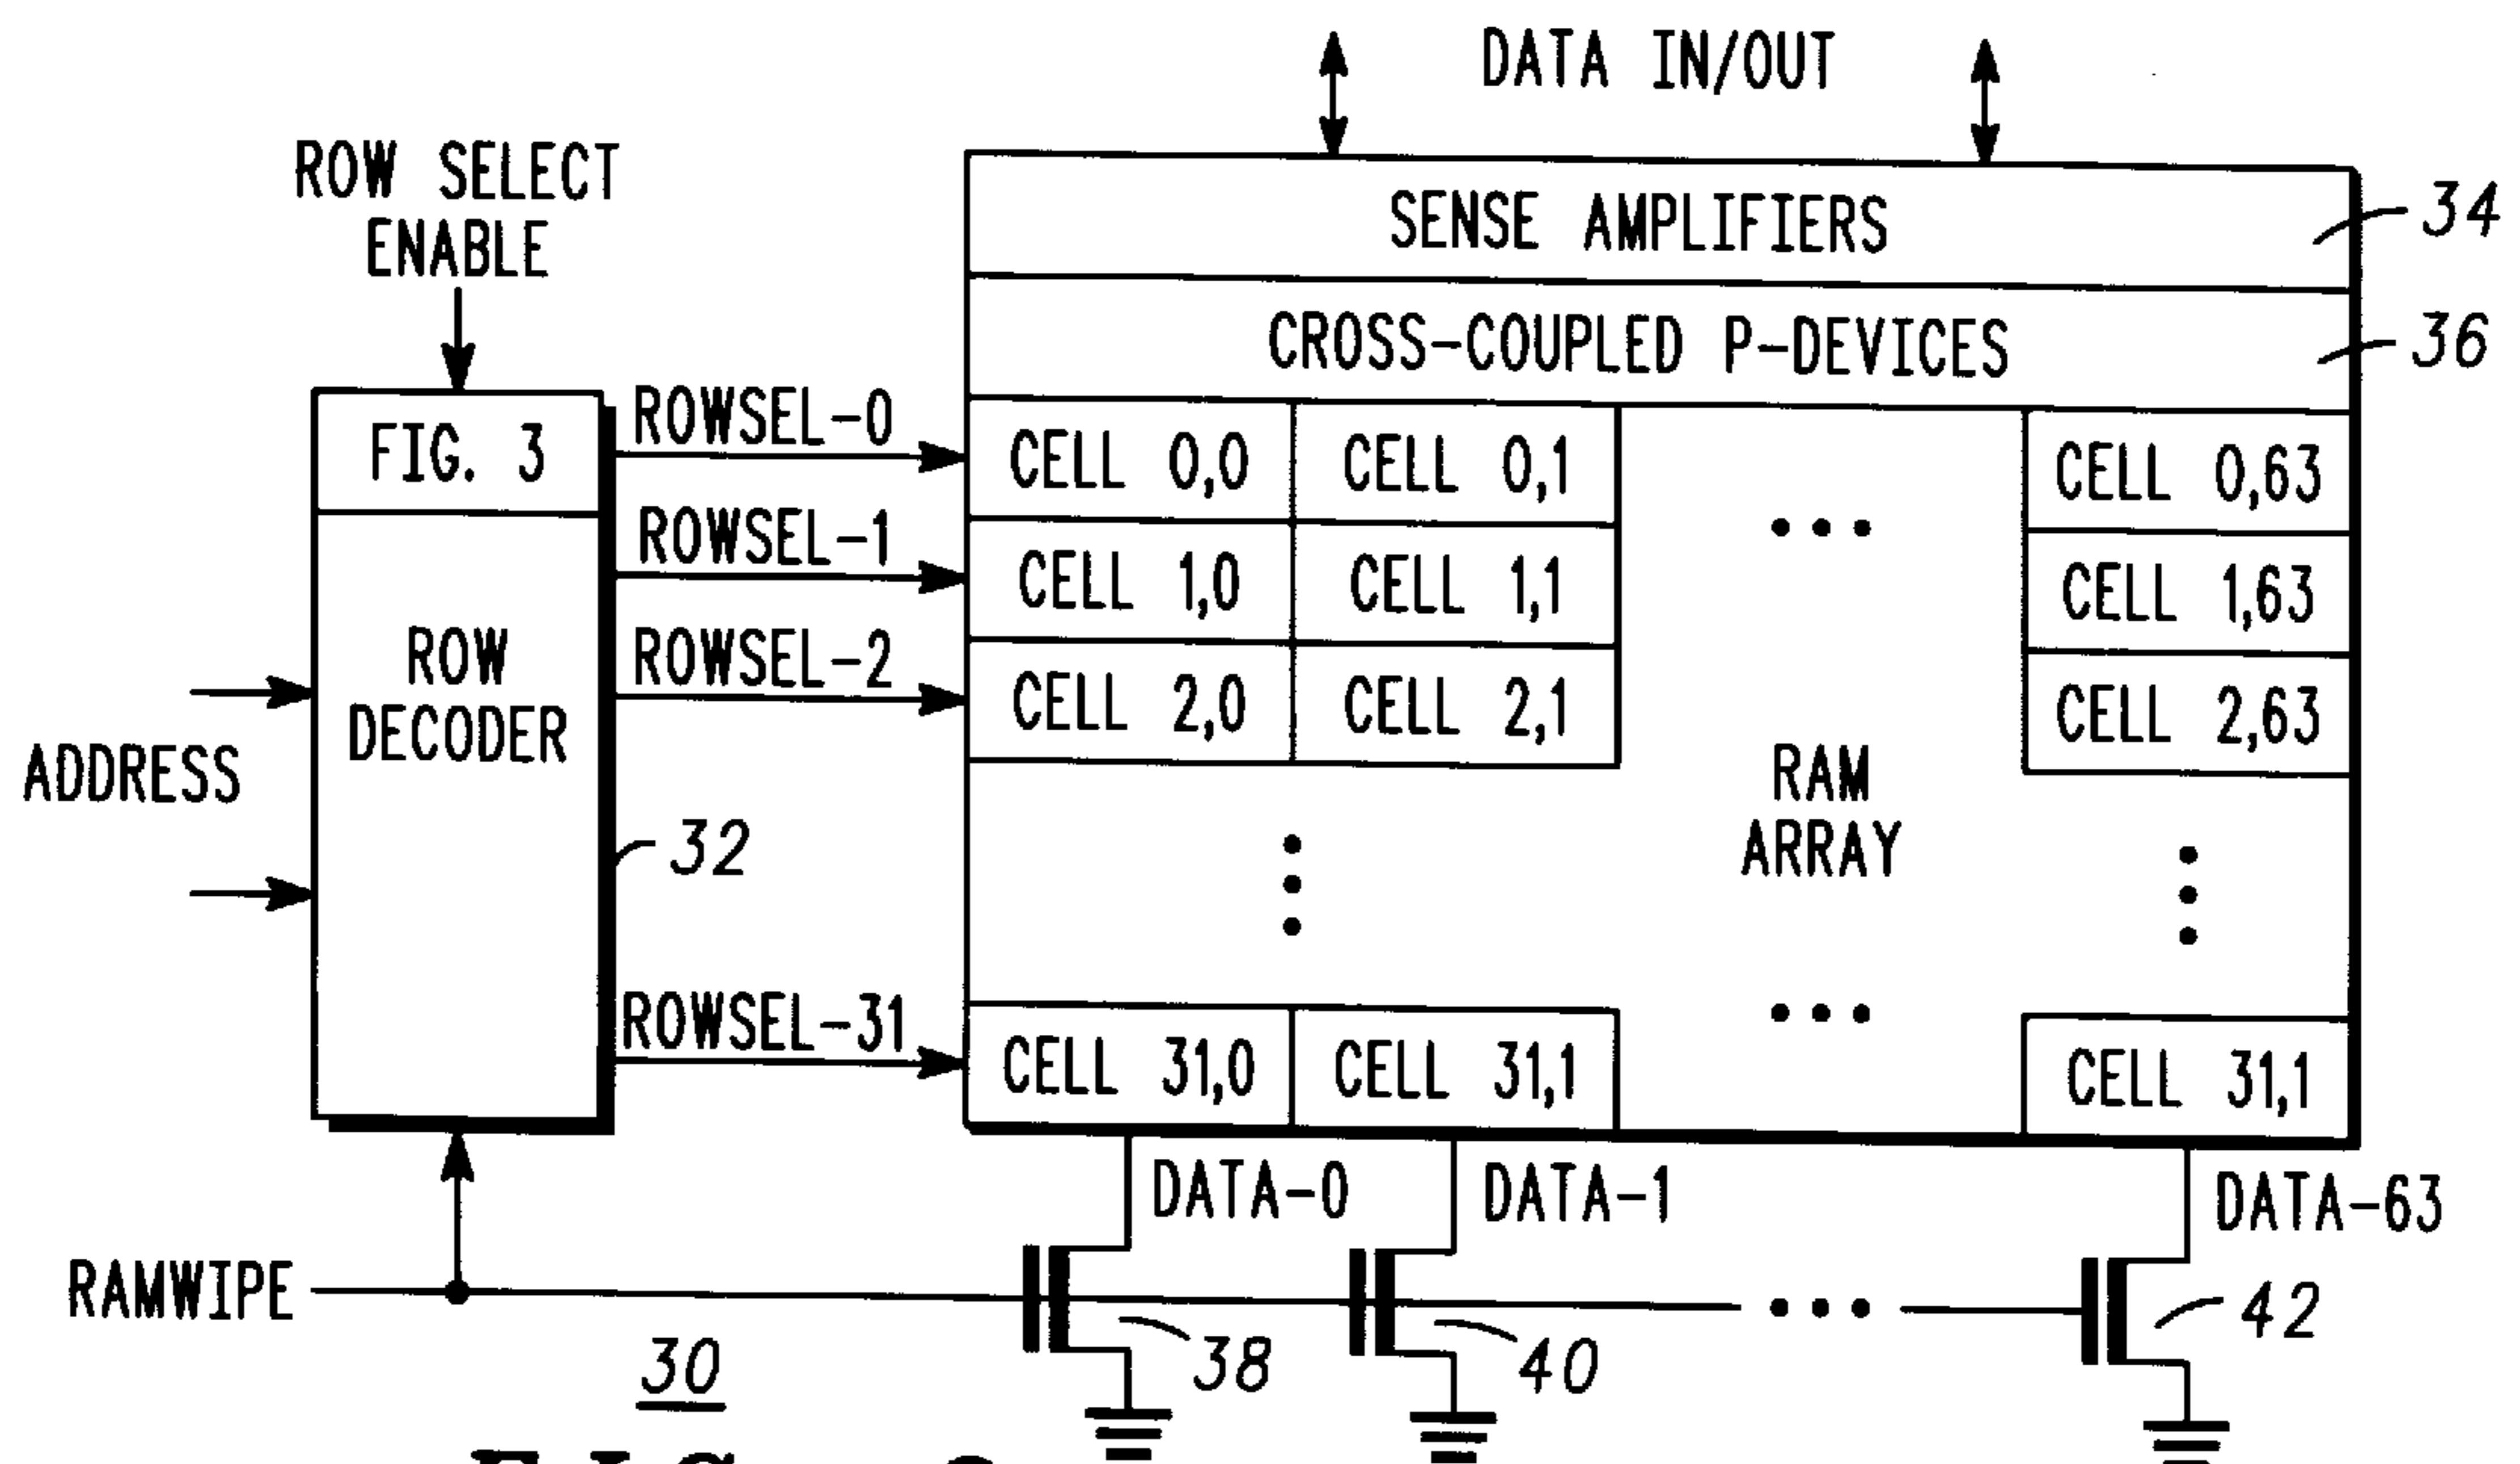 DATA IN/OUT
ROW SELECT
ENABLE
SENSE AMPLIFIERS
34
CROSS-COUPLED P-DEVICES
36
FIG. 3
ROW
DECODER
32
ADDRESS
ROWSEL-0
ROWSEL-1
ROWSEL-2
ROWSEL-31
CELL 0,0
CELL 0,1
CELL 0,63
CELL 1,0
CELL 1,1
CELL 1,63
CELL 2,0
CELL 2,1
CELL 2,63
RAM
ARRAY
CELL 31,0
CELL 31,1
CELL 31,1
DATA-0
DATA-1
DATA-63
RAMWIPE
38
40
42
30